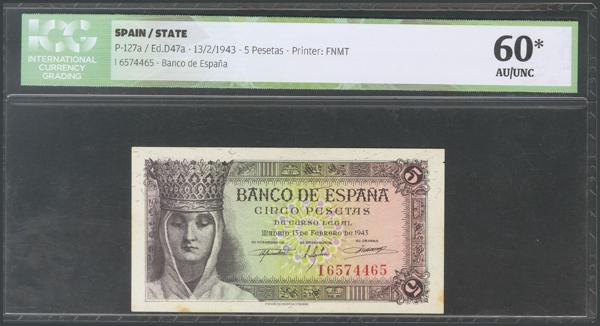 ICG
INTERNATIONAL
CURRENCY
GRADING
SPAIN / STATE
P-127a / Ed.D47a - 13/2/1943 - 5 Pesetas - Printer: FNMT
I 6574465 - Banco de España
60*
AU/UNC
5
BANCO DE ESPAÑA
CINCO PESETAS
DE CURSO LEGAL
MADRID 13 DE FEBRERO DE 1943
I6574465
5